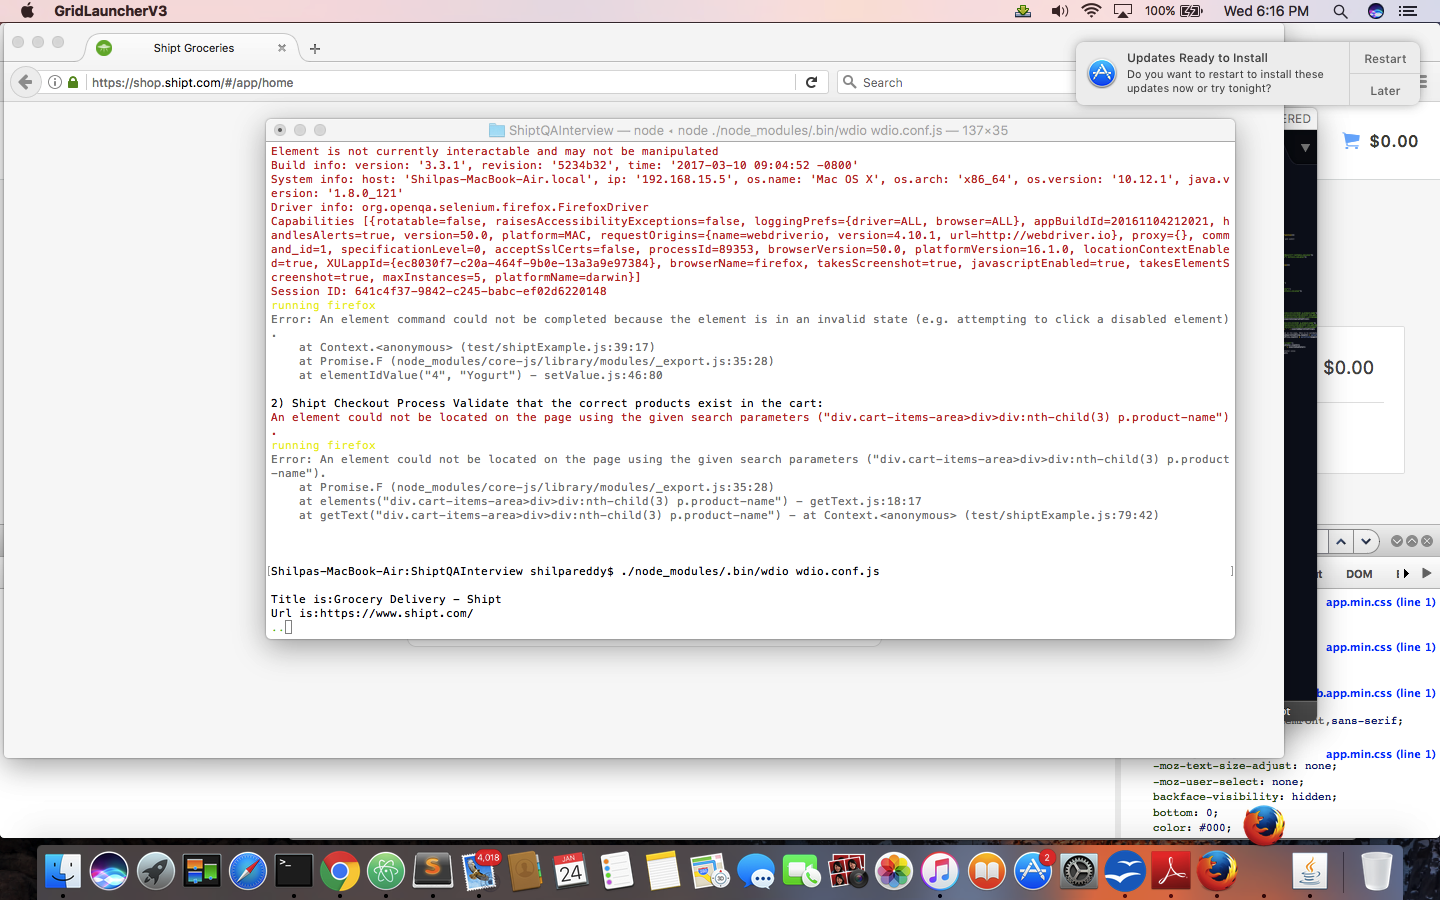 GridLauncherV3
100%
Wed 6:16 PM
Shipt Groceries
https://shop.shipt.com/#/app/home
Search
Updates Ready to Install
Do you want to restart to install these
updates now or try tonight?
Restart
Later
ERED
$0.00
ShiptQAInterview — node ◂ node ./node_modules/.bin/wdio wdio.conf.js — 137×35
Element is not currently interactable and may not be manipulated
Build info: version: '3.3.1', revision: '5234b32', time: '2017-03-10 09:04:52 -0800'
System info: host: 'Shilpas-MacBook-Air.local', ip: '192.168.15.5', os.name: 'Mac OS X', os.arch: 'x86_64', os.version: '10.12.1', java.v
ersion: '1.8.0_121'
Driver info: org.openqa.selenium.firefox.FirefoxDriver
Capabilities [{rotatable=false, raisesAccessibilityExceptions=false, loggingPrefs={driver=ALL, browser=ALL}, appBuildId=20161104212021, h
andlesAlerts=true, version=50.0, platform=MAC, requestOrigins={name=webdriverio, version=4.10.1, url=http://webdriver.io}, proxy={}, comm
and_id=1, specificationLevel=0, acceptSslCerts=false, processId=89353, browserVersion=50.0, platformVersion=16.1.0, locationContextEnable
d=true, XULappId={ec8030f7-c20a-464f-9b0e-13a3a9e97384}, browserName=firefox, takesScreenshot=true, javascriptEnabled=true, takesElementS
creenshot=true, maxInstances=5, platformName=darwin}]
Session ID: 641c4f37-9842-c245-babc-ef02d6220148
running firefox
Error: An element command could not be completed because the element is in an invalid state (e.g. attempting to click a disabled element)
.
at Context.<anonymous> (test/shiptExample.js:39:17)
at Promise.F (node_modules/core-js/library/modules/_export.js:35:28)
at elementIdValue("4", "Yogurt") - setValue.js:46:80
2) Shipt Checkout Process Validate that the correct products exist in the cart:
An element could not be located on the page using the given search parameters ("div.cart-items-area>div>div:nth-child(3) p.product-name")
.
running firefox
Error: An element could not be located on the page using the given search parameters ("div.cart-items-area>div>div:nth-child(3) p.product
-name").
at Promise.F (node_modules/core-js/library/modules/_export.js:35:28)
at elements("div.cart-items-area>div>div:nth-child(3) p.product-name") - getText.js:18:17
at getText("div.cart-items-area>div>div:nth-child(3) p.product-name") - at Context.<anonymous> (test/shiptExample.js:79:42)
[Shilpas-MacBook-Air:ShiptQAInterview shilpareddy$ ./node_modules/.bin/wdio wdio.conf.js ]
Title is:Grocery Delivery - Shipt
Url is:https://www.shipt.com/
..
$0.00
DOM
app.min.css (line 1)
app.min.css (line 1)
b.app.min.css (line 1)
,sans-serif;
app.min.css (line 1)
-moz-text-size-adjust: none;
-moz-user-select: none;
backface-visibility: hidden;
bottom: 0;
color: #000;
4,018
JAN
24
2